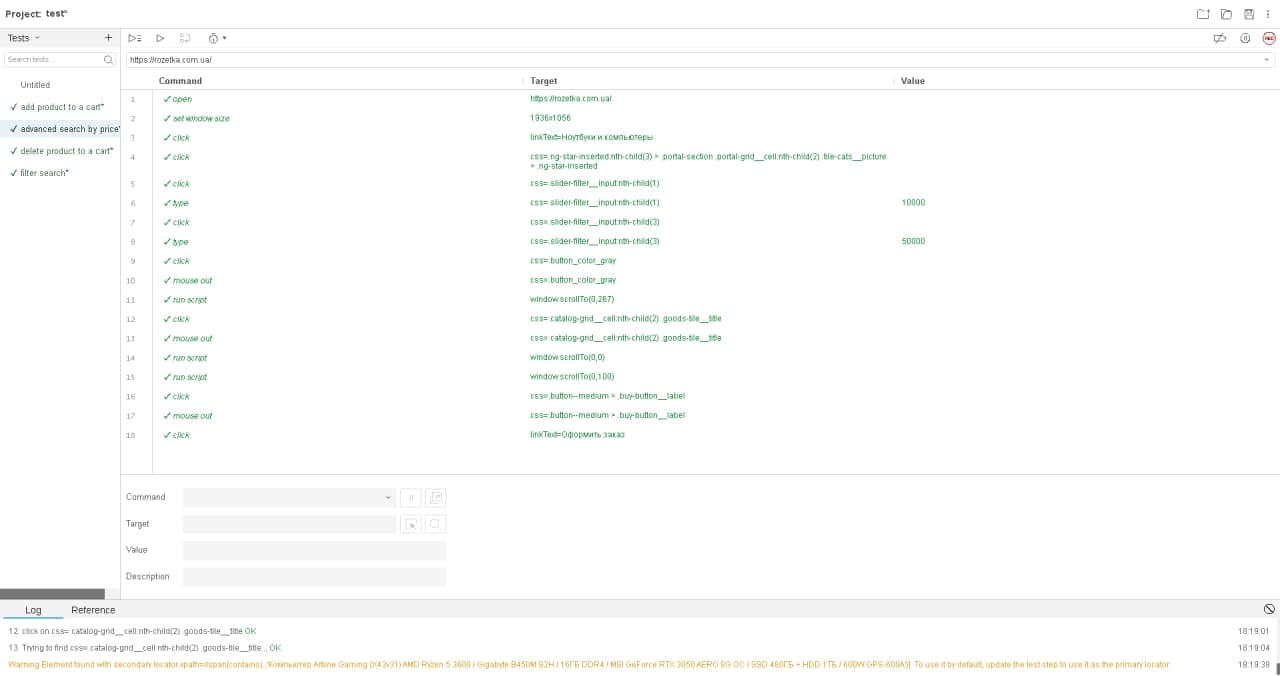 Project: test*
Tests
Search tests...
https://rozetka.com.ua/
Untitled
✓ add product to a cart*
✓ advanced search by price*
✓ delete product to a cart*
✓ filter search*
REC
Command Target Value
1 ✓ open https://rozetka.com.ua/
2 ✓ set window size 1936x1056
3 ✓ click linkText=Ноутбуки и компьютеры
4 ✓ click css=.ng-star-inserted:nth-child(3) > .portal-section .portal-grid__cell:nth-child(2) .tile-cats__picture
> .ng-star-inserted
5 ✓ click css=.slider-filter__input:nth-child(1)
6 ✓ type css=.slider-filter__input:nth-child(1) 10000
7 ✓ click css=.slider-filter__input:nth-child(3)
8 ✓ type css=.slider-filter__input:nth-child(3) 50000
9 ✓ click css=.button_color_gray
10 ✓ mouse out css=.button_color_gray
11 ✓ run script window.scrollTo(0,267)
12 ✓ click css=.catalog-grid__cell:nth-child(2) .goods-tile__title
13 ✓ mouse out css=.catalog-grid__cell:nth-child(2) .goods-tile__title
14 ✓ run script window.scrollTo(0,0)
15 ✓ run script window.scrollTo(0,100)
16 ✓ click css=.button--medium > .buy-button__label
17 ✓ mouse out css=.button--medium > .buy-button__label
18 ✓ click linkText=Оформить заказ
Command
Target
Value
Description
Log Reference
12. click on css=.catalog-grid__cell:nth-child(2) .goods-tile__title OK 18:19:01
13. Trying to find css=.catalog-grid__cell:nth-child(2) .goods-tile__title... OK 18:19:04
Warning Element found with secondary locator xpath=//span[contains(.,'Компьютер Artline Gaming (X43v31) AMD Ryzen 5 3600 / Gigabyte B450M S2H / 16ГБ DDR4 / MSI GeForce RTX 3050 AERO 8G OC / SSD 480ГБ + HDD 1ТБ / 600W GPS-600A')]. To use it by default, update the test step to use it as the primary locator. 18:19:39